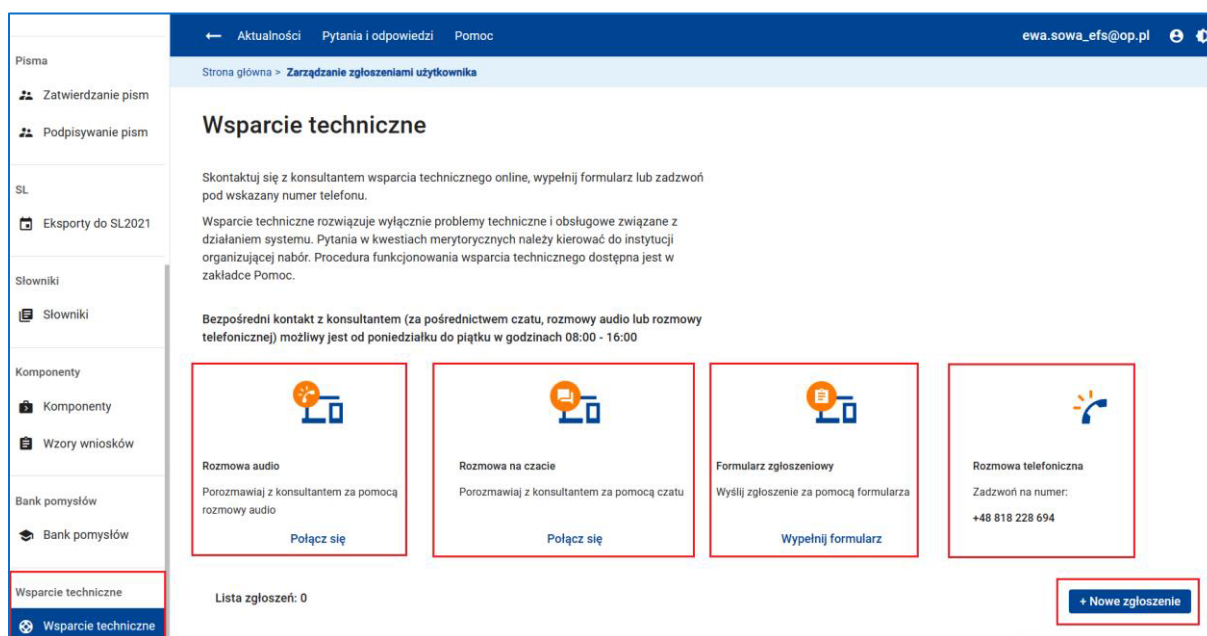 Aktualności Pytania i odpowiedzi Pomoc ewa.sowa_efs@op.pl
Strona główna > Zarządzanie zgłoszeniami użytkownika
Pisma
Zatwierdzanie pism
Podpisywanie pism
SL
Eksporty do SL2021
Słowniki
Słowniki
Komponenty
Komponenty
Wzory wniosków
Bank pomysłów
Bank pomysłów
Wsparcie techniczne
Wsparcie techniczne
Wsparcie techniczne
Skontaktuj się z konsultantem wsparcia technicznego online, wypełnij formularz lub zadzwoń
pod wskazany numer telefonu.
Wsparcie techniczne rozwiązuje wyłącznie problemy techniczne i obsługowe związane z
działaniem systemu. Pytania w kwestiach merytorycznych należy kierować do instytucji
organizującej nabór. Procedura funkcjonowania wsparcia technicznego dostępna jest w
zakładce Pomoc.
Bezpośredni kontakt z konsultantem (za pośrednictwem czatu, rozmowy audio lub rozmowy
telefonicznej) możliwy jest od poniedziałku do piątku w godzinach 08:00 - 16:00
Rozmowa audio
Porozmawiaj z konsultantem za pomocą
rozmowy audio
Połącz się
Rozmowa na czacie
Porozmawiaj z konsultantem za pomocą czatu
Połącz się
Formularz zgłoszeniowy
Wyślij zgłoszenie za pomocą formularza
Wypełnij formularz
Rozmowa telefoniczna
Zadzwoń na numer:
+48 818 228 694
Lista zgłoszeń: 0
+ Nowe zgłoszenie